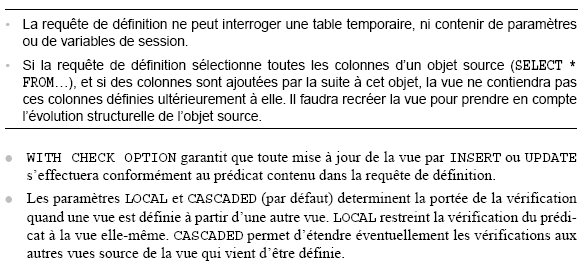 La requête de définition ne peut interroger une table temporaire, ni contenir de paramètres
ou de variables de session.
Si la requête de définition sélectionne toutes les colonnes d'un objet source (SELECT *
FROM…), et si des colonnes sont ajoutées par la suite à cet objet, la vue ne contiendra pas
ces colonnes définies ultérieurement à elle. Il faudra recréer la vue pour prendre en compte
l'évolution structurelle de l'objet source.
WITH CHECK OPTION garantit que toute mise à jour de la vue par INSERT ou UPDATE
s'effectuera conformément au prédicat contenu dans la requête de définition.
Les paramètres LOCAL et CASCADED (par défaut) determinent la portée de la vérification
quand une vue est définie à partir d'une autre vue. LOCAL restreint la vérification du prédi-
cat à la vue elle-même. CASCADED permet d'étendre éventuellement les vérifications aux
autres vues source de la vue qui vient d'être définie.